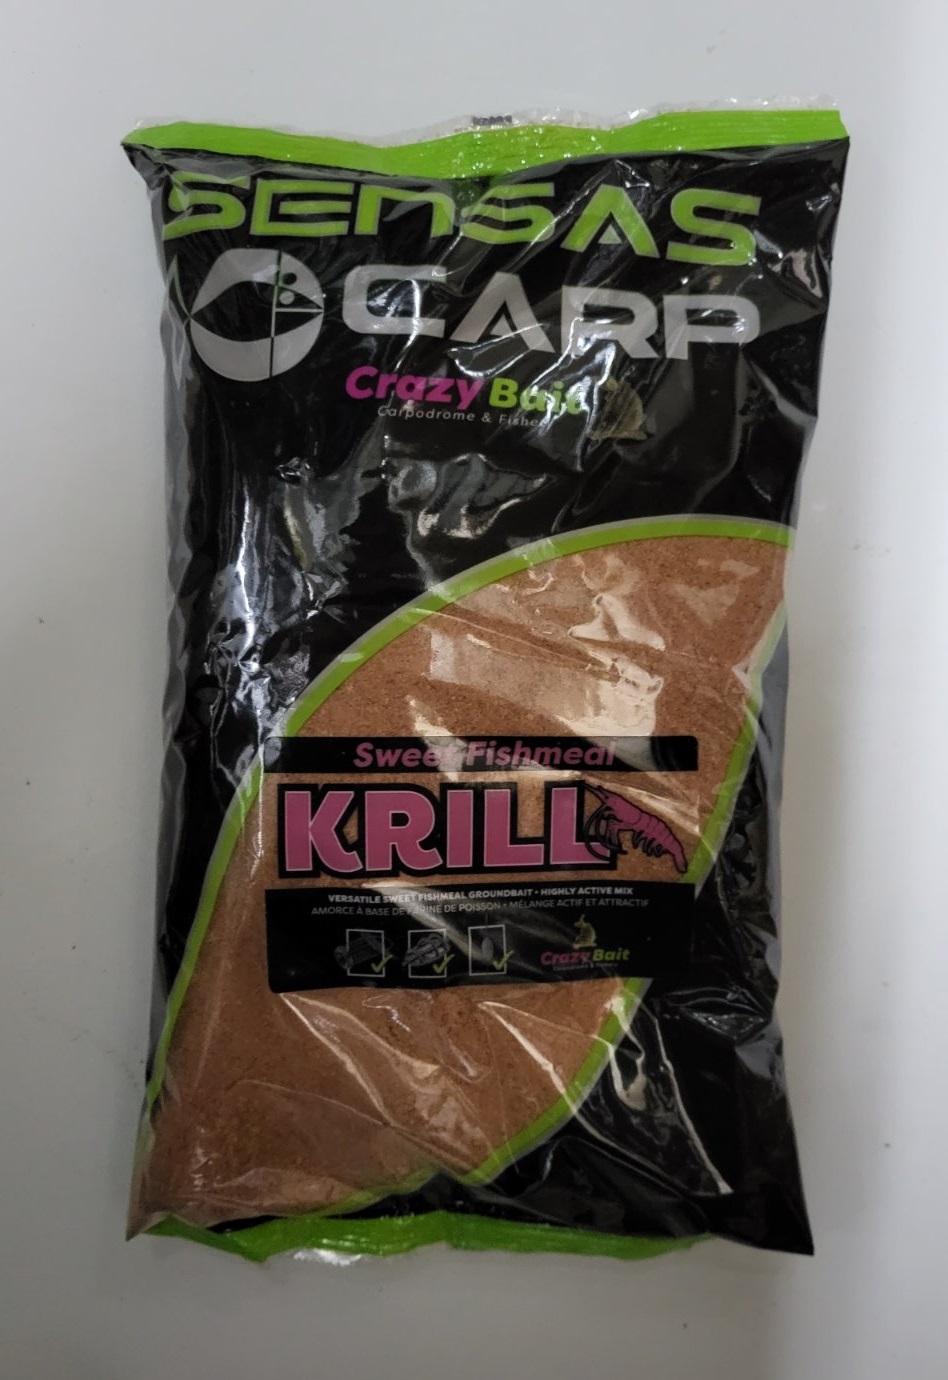 SENSAS
CARP
Crazy Bait
Carpodrome &
Sweet Fishmeal
KRILL
VERSATILE SWEET FISHMEAL GROUNDBAIT • HIGHLY ACTIVE MIX
AMORCE À BASE DE FARINE DE POISSON • MÉLANGE ACTIF ET ATTRACTIF
Crazy Bait